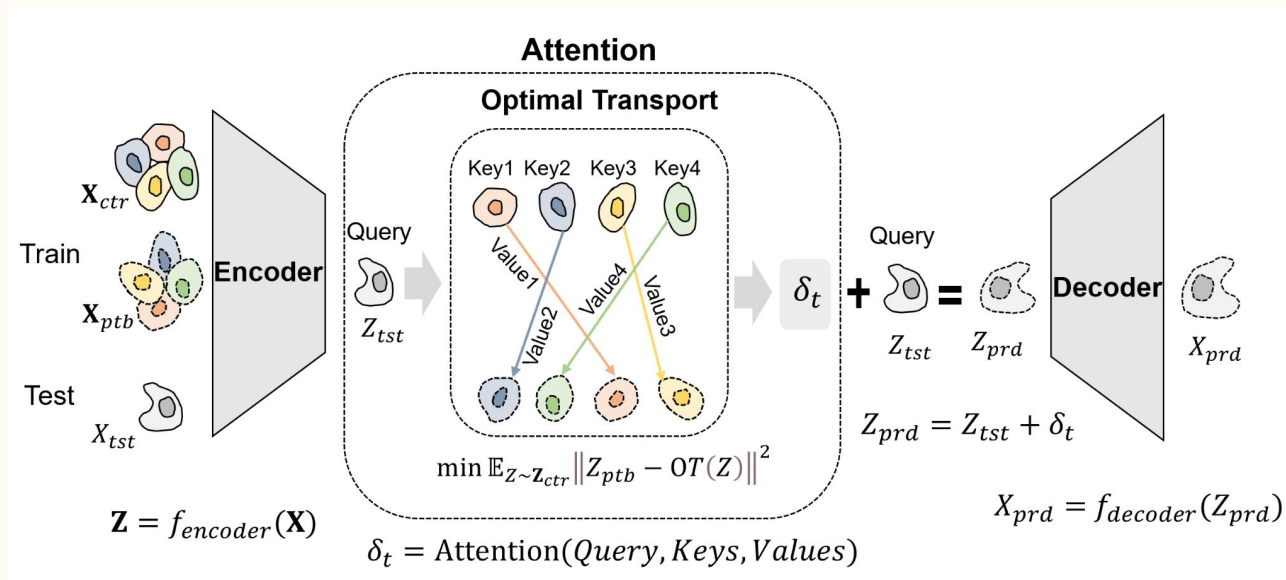 Attention
Optimal Transport
Key1 Key2 Key3 Key4
X_ctr
Train
X_ptb
Test
X_tst
Encoder
Query
Z_tst
Value1
Value2
Value4
Value3
δ_t
+
Query
Z_tst
=
Z_prd
Decoder
X_prd
min 𝔼_{Z~Z_ctr}‖Z_ptb − OT(Z)‖²
Z_prd = Z_tst + δ_t
Z = f_encoder(X)
δ_t = Attention(Query, Keys, Values)
X_prd = f_decoder(Z_prd)